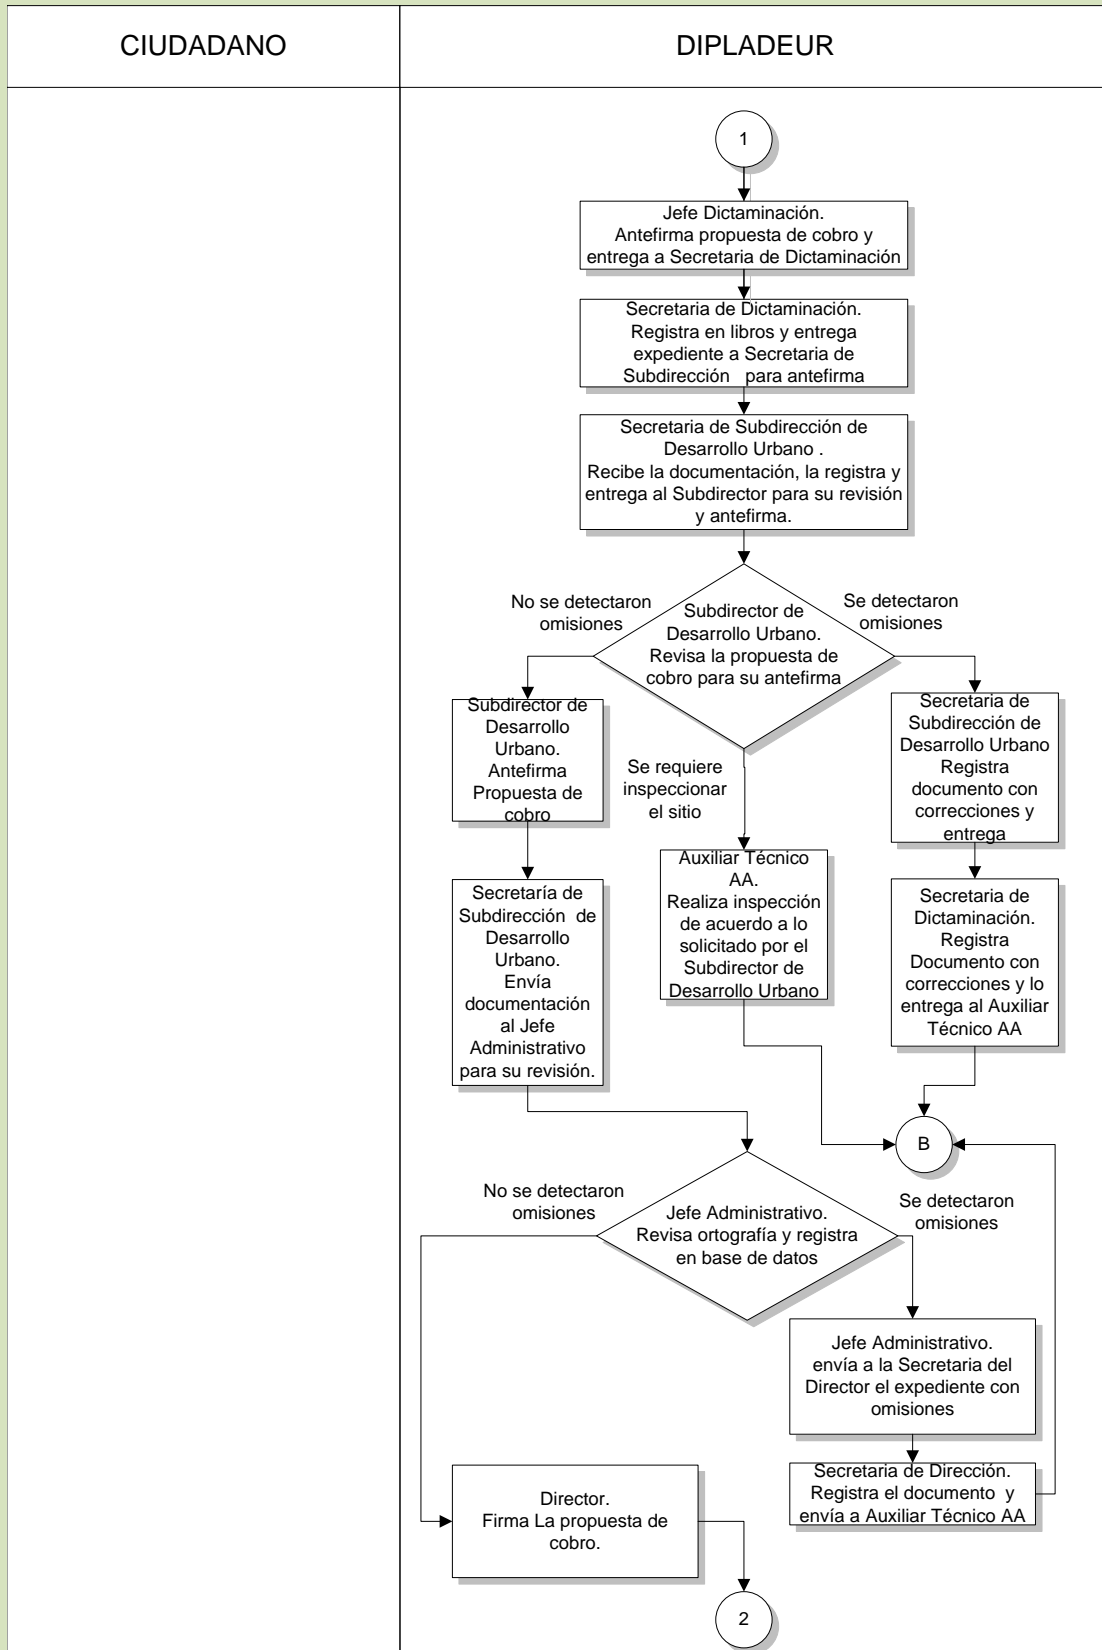 CIUDADANO
DIPLADEUR
1
Jefe Dictaminación.
Antefirma propuesta de cobro y
entrega a Secretaria de Dictaminación
Secretaria de Dictaminación.
Registra en libros y entrega
expediente a Secretaria de
Subdirección para antefirma
Secretaria de Subdirección de
Desarrollo Urbano .
Recibe la documentación, la registra y
entrega al Subdirector para su revisión
y antefirma.
No se detectaron
omisiones
Subdirector de
Desarrollo Urbano.
Revisa la propuesta de
cobro para su antefirma
Se detectaron
omisiones
Subdirector de
Desarrollo
Urbano.
Antefirma
Propuesta de
cobro
Se requiere
inspeccionar
el sitio
Secretaria de
Subdirección de
Desarrollo Urbano
Registra
documento con
correcciones y
entrega
Secretaría de
Subdirección de
Desarrollo
Urbano.
Envía
documentación
al Jefe
Administrativo
para su revisión.
Auxiliar Técnico
AA.
Realiza inspección
de acuerdo a lo
solicitado por el
Subdirector de
Desarrollo Urbano
Secretaria de
Dictaminación.
Registra
Documento con
correcciones y lo
entrega al Auxiliar
Técnico AA
B
No se detectaron
omisiones
Jefe Administrativo.
Revisa ortografía y registra
en base de datos
Se detectaron
omisiones
Jefe Administrativo.
envía a la Secretaria del
Director el expediente con
omisiones
Secretaria de Dirección.
Registra el documento y
envía a Auxiliar Técnico AA
Director.
Firma La propuesta de
cobro.
2